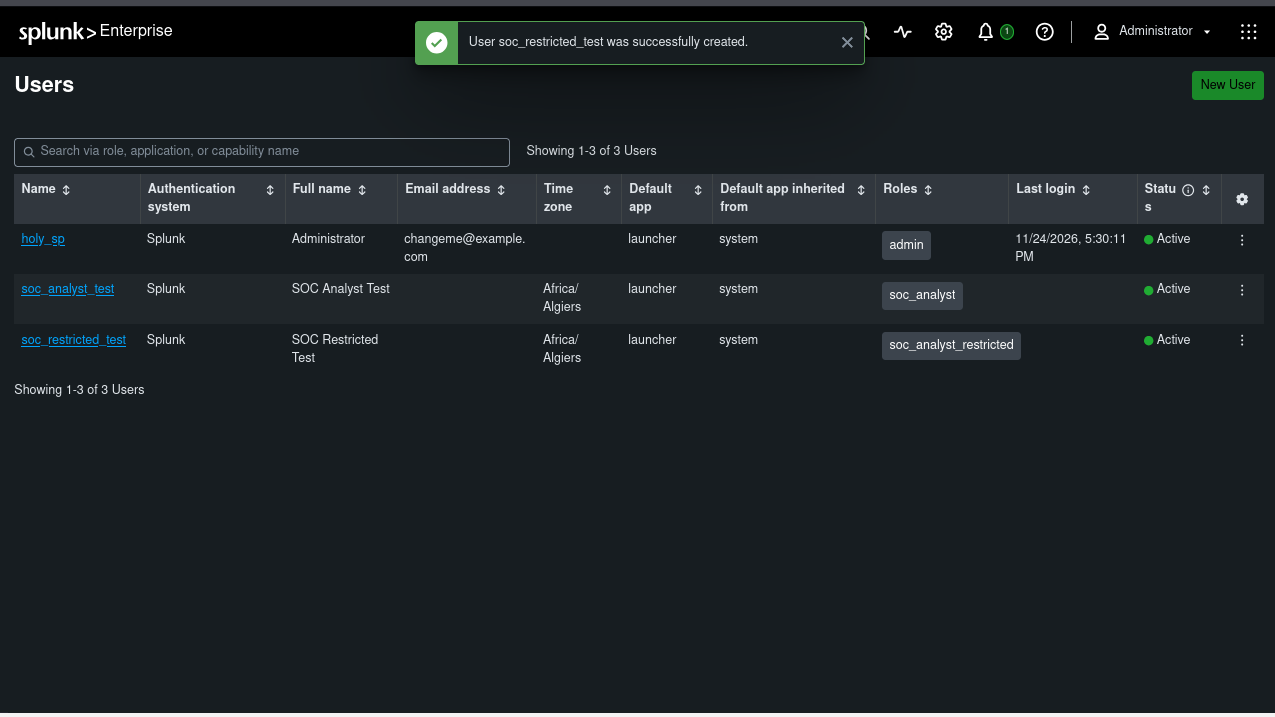 splunk> Enterprise
User soc_restricted_test was successfully created.
1
Administrator
Users
New User
Search via role, application, or capability name
Showing 1-3 of 3 Users
Name
Authentication system
Full name
Email address
Time zone
Default app
Default app inherited from
Roles
Last login
Status
holy_sp
Splunk
Administrator
changeme@example.com
launcher
system
admin
11/24/2026, 5:30:11 PM
Active
soc_analyst_test
Splunk
SOC Analyst Test
Africa/Algiers
launcher
system
soc_analyst
Active
soc_restricted_test
Splunk
SOC Restricted Test
Africa/Algiers
launcher
system
soc_analyst_restricted
Active
Showing 1-3 of 3 Users